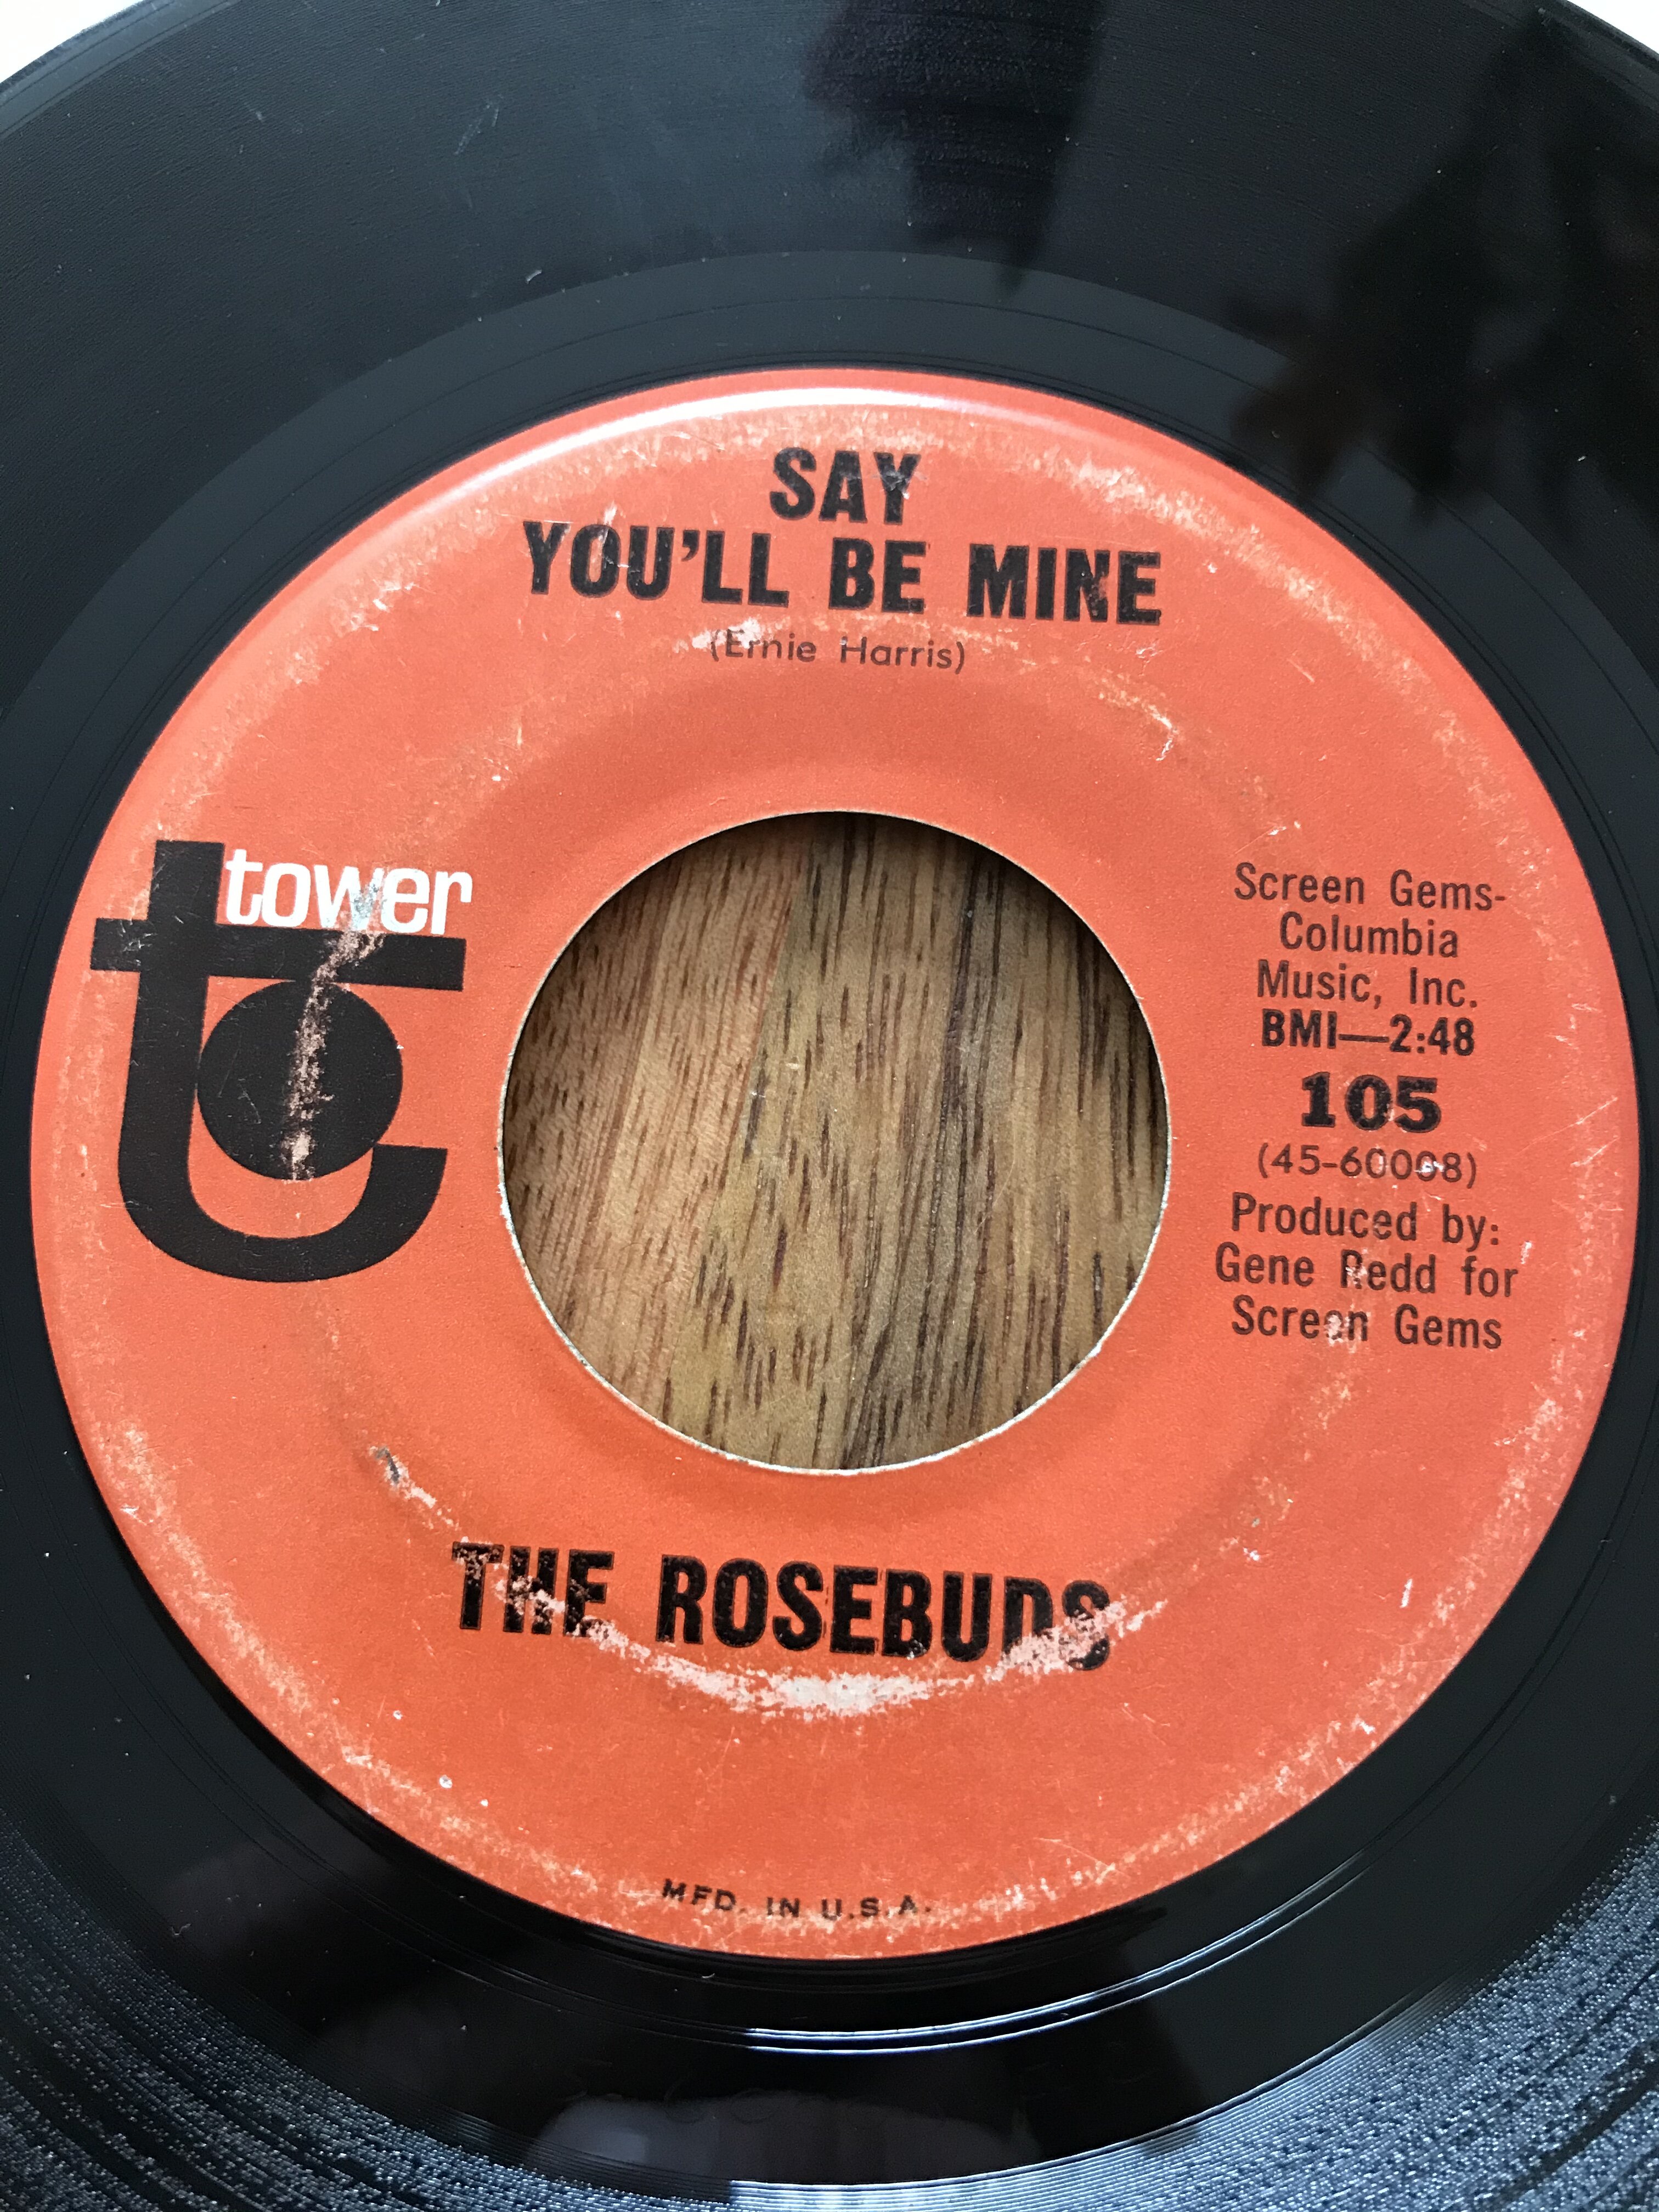 SAY
YOU'LL BE MINE
(Ernie Harris)
tower
Screen Gems-
Columbia
Music, Inc.
BMI—2:48
105
(45-60008)
Produced by:
Gene Redd for
Screen Gems
THE ROSEBUDS
MFD. IN U.S.A.